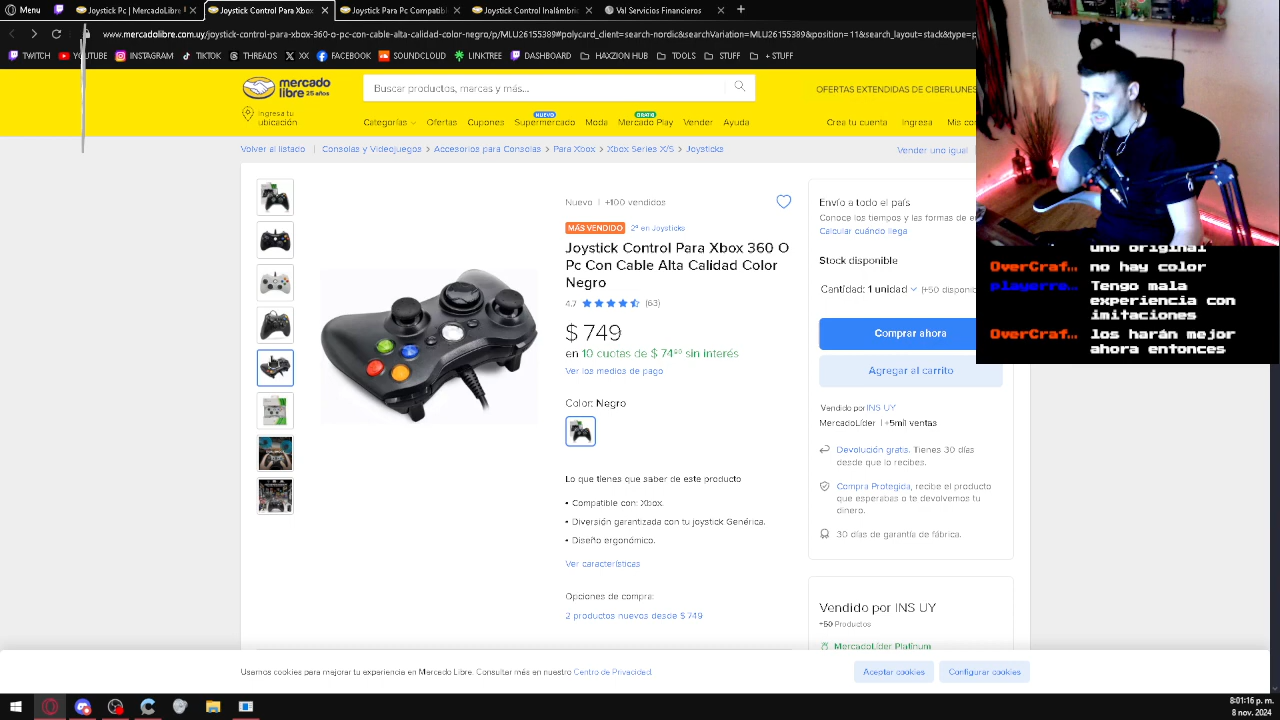 Menu
Joystick Pc | MercadoLibre
Joystick Control Para Xbox
Joystick Para Pc Compatibl
Joystick Control Inalámbric
Val Servicios Financieros
www.mercadolibre.com.uy/joystick-control-para-xbox-360-o-pc-con-cable-alta-calidad-color-negro/p/MLU26155389#polycard_client=search-nordic&searchVariation=MLU26155389&position=11&search_layout=stack&type=p
TWITCH
YOUTUBE
INSTAGRAM
TIKTOK
THREADS
XX
FACEBOOK
SOUNDCLOUD
LINKTREE
DASHBOARD
HAXZION HUB
TOOLS
STUFF
+ STUFF
mercado
libre 25 años
Buscar productos, marcas y más...
OFERTAS EXTENDIDAS DE CIBERLUNES
Ingresa tu
ubicación
NUEVO
GRATIS
Categorías Ofertas Cupones Supermercado Moda Mercado Play Vender Ayuda
Crea tu cuenta Ingresa Mis co
Volver al listado | Consolas y Videojuegos > Accesorios para Consolas > Para Xbox > Xbox Series X/S > Joysticks
Vender uno igual
Nuevo | +100 vendidos
MÁS VENDIDO 2º en Joysticks
Joystick Control Para Xbox 360 O
Pc Con Cable Alta Calidad Color
Negro
4.7 (63)
$ 749
en 10 cuotas de $ 74⁹⁰ sin interés
Ver los medios de pago
Color: Negro
Lo que tienes que saber de este producto
• Compatible con: Xbox.
• Diversión garantizada con tu joystick Genérica.
• Diseño ergonómico.
Ver características
Opciones de compra:
2 productos nuevos desde $ 749
Envío a todo el país
Conoce los tiempos y las formas de e
Calcular cuándo llega
Stock disponible
Cantidad: 1 unidad (+50 disponib
Comprar ahora
Agregar al carrito
Vendido por INS UY
MercadoLíder | +5mil ventas
Devolución gratis. Tienes 30 días
desde que lo recibes.
Compra Protegida, recibe el producto
que esperabas o te devolvemos tu
dinero.
30 días de garantía de fábrica.
Vendido por INS UY
+50 Productos
MercadoLíder Platinum
uno original
OverCraf... no hay color
playerro... Tengo mala
experiencia con
imitaciones
OverCraf... los harán mejor
ahora entonces
Usamos cookies para mejorar tu experiencia en Mercado Libre. Consultar más en nuestro Centro de Privacidad.
Aceptar cookies
Configurar cookies
8:01:16 p. m.
8 nov. 2024